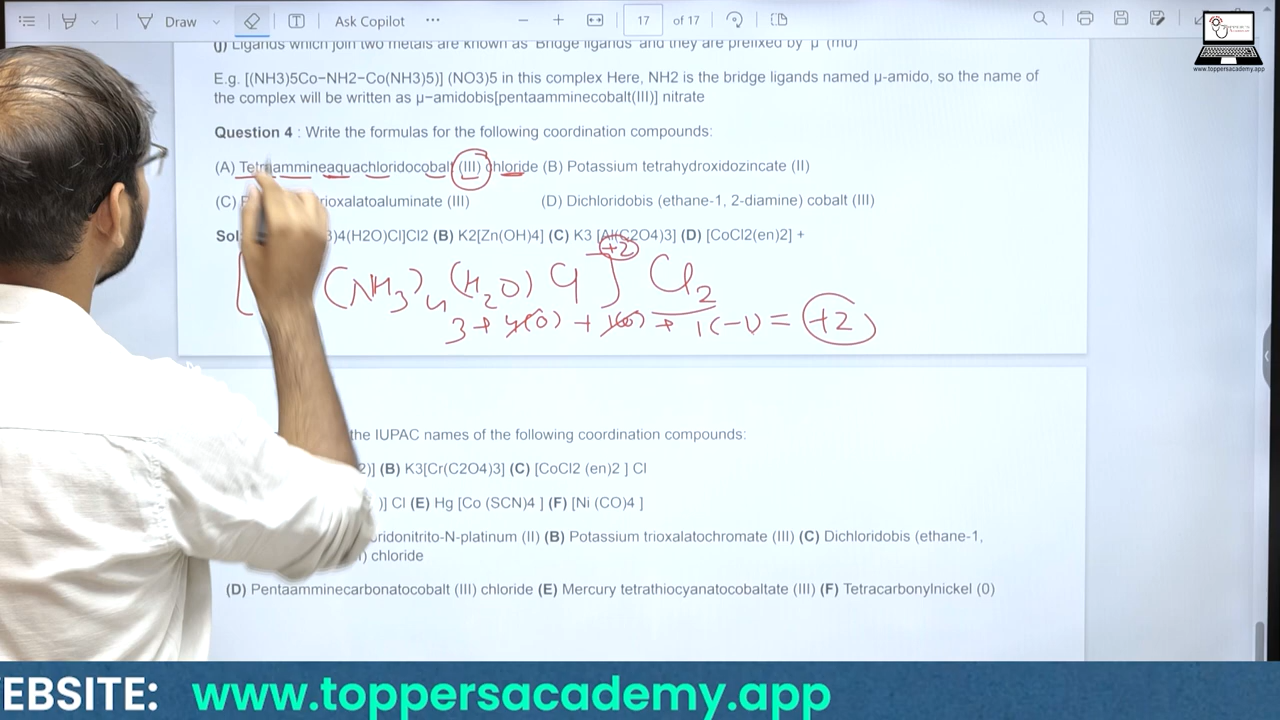 Draw
Ask Copilot
17 of 17
www.toppersacademy.app
(j) Ligands which join two metals are known as 'Bridge ligands' and they are prefixed by 'μ' (mu)
E.g. [(NH3)5Co−NH2−Co(NH3)5)] (NO3)5 is this complex Here, NH2 is the bridge ligands named μ-amido, so the name of
the complex will be written as μ−amidobis[pentaamminecobalt(III)] nitrate
Question 4 : Write the formulas for the following coordination compounds:
(A) Tetraammineaquachloridocobalt (III) chloride (B) Potassium tetrahydroxidozincate (II)
(C) rioxalatoaluminate (III) (D) Dichloridobis (ethane-1, 2-diamine) cobalt (III)
Sol 3)4(H2O)Cl]Cl2 (B) K2[Zn(OH)4] (C) K3 [Al(C2O4)3] (D) [CoCl2(en)2] +
[ (NH3)4 (H2O) Cl ]+2 Cl2
3 + 4(0) + 1(0) + 1(-1) = +2
the IUPAC names of the following coordination compounds:
2)] (B) K3[Cr(C2O4)3] (C) [CoCl2 (en)2 ] Cl
)] Cl (E) Hg [Co (SCN)4 ] (F) [Ni (CO)4 ]
oridonitrito-N-platinum (II) (B) Potassium trioxalatochromate (III) (C) Dichloridobis (ethane-1,
) chloride
(D) Pentaamminecarbonatocobalt (III) chloride (E) Mercury tetrathiocyanatocobaltate (III) (F) Tetracarbonylnickel (0)
EBSITE: www.toppersacademy.app